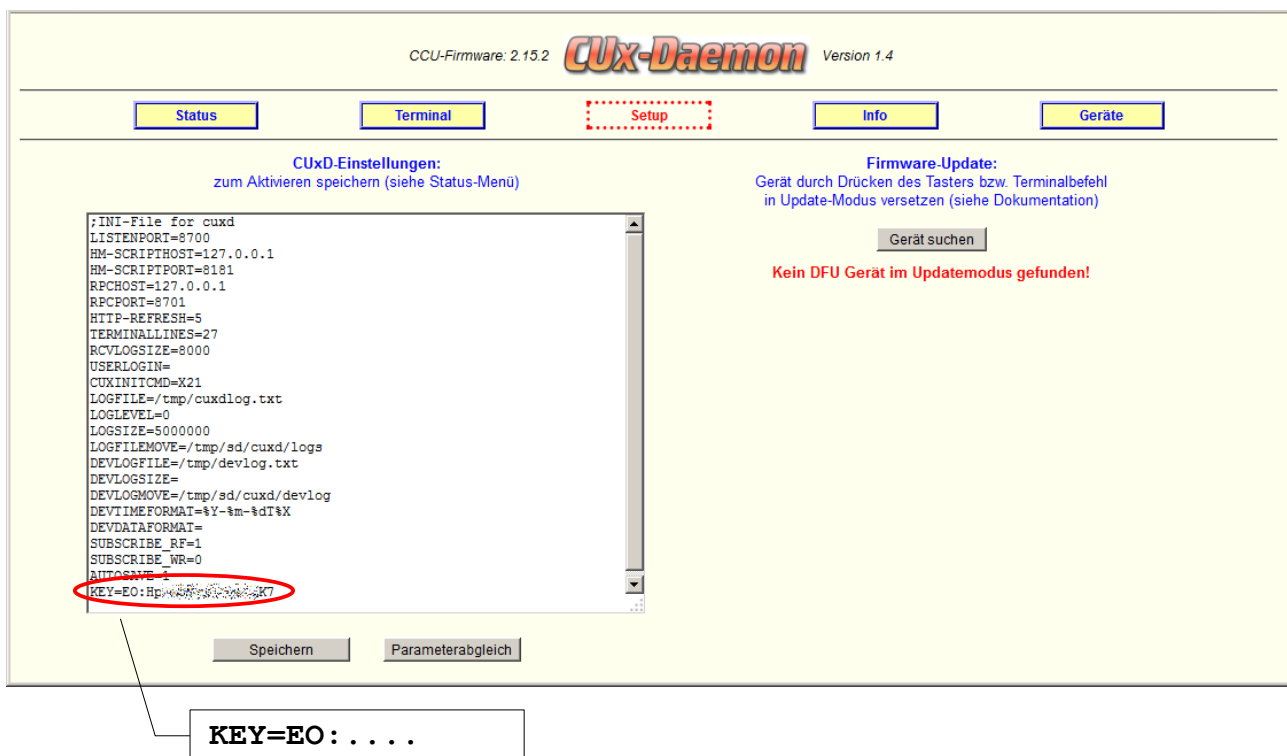 CCU-Firmware: 2.15.2 CUx-Daemon Version 1.4
Status Terminal Setup Info Geräte
CUxD-Einstellungen:
zum Aktivieren speichern (siehe Status-Menü)
;INI-File for cuxd
LISTENPORT=8700
HM-SCRIPTHOST=127.0.0.1
HM-SCRIPTPORT=8181
RPCHOST=127.0.0.1
RPCPORT=8701
HTTP-REFRESH=5
TERMINALLINES=27
RCVLOGSIZE=8000
USERLOGIN=
CUXINITCMD=X21
LOGFILE=/tmp/cuxdlog.txt
LOGLEVEL=0
LOGSIZE=5000000
LOGFILEMOVE=/tmp/sd/cuxd/logs
DEVLOGFILE=/tmp/devlog.txt
DEVLOGSIZE=
DEVLOGMOVE=/tmp/sd/cuxd/devlog
DEVTIMEFORMAT=%Y-%m-%dT%X
DEVDATAFORMAT=
SUBSCRIBE_RF=1
SUBSCRIBE_WR=0
AUTOSAVE=1
KEY=EO:Hp K7
Speichern Parameterabgleich
Firmware-Update:
Gerät durch Drücken des Tasters bzw. Terminalbefehl
in Update-Modus versetzen (siehe Dokumentation)
Gerät suchen
Kein DFU Gerät im Updatemodus gefunden!
KEY=EO:....